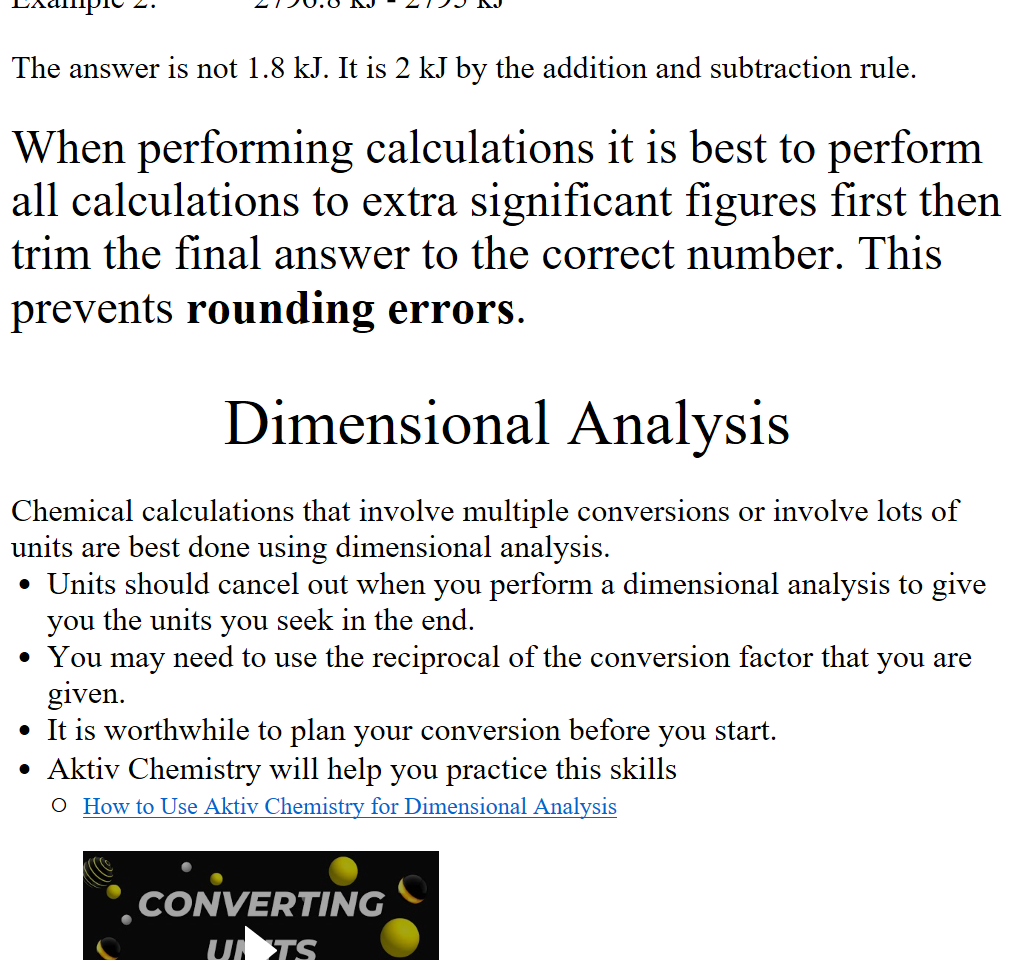 Example 2: 2796.8 kJ - 2795 kJ
The answer is not 1.8 kJ. It is 2 kJ by the addition and subtraction rule.
When performing calculations it is best to perform
all calculations to extra significant figures first then
trim the final answer to the correct number. This
prevents rounding errors.
Dimensional Analysis
Chemical calculations that involve multiple conversions or involve lots of
units are best done using dimensional analysis.
• Units should cancel out when you perform a dimensional analysis to give
you the units you seek in the end.
• You may need to use the reciprocal of the conversion factor that you are
given.
• It is worthwhile to plan your conversion before you start.
• Aktiv Chemistry will help you practice this skills
○ How to Use Aktiv Chemistry for Dimensional Analysis
CONVERTING
UNITS